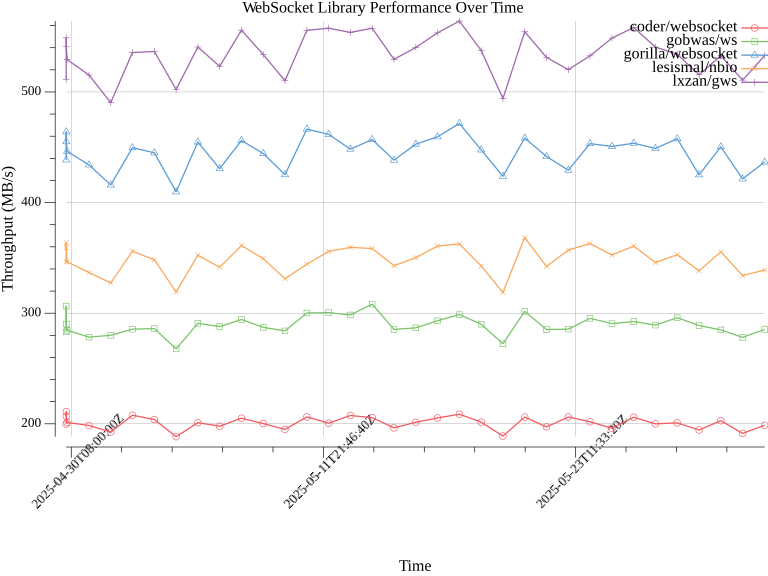 WebSocket Library Performance Over Time
coder/websocket
gobwas/ws
gorilla/websocket
lesismal/nbio
lxzan/gws
Throughput (MB/s)
500
400
300
200
2025-04-30T08:00:00Z
2025-05-11T21:46:40Z
2025-05-23T11:33:20Z
Time